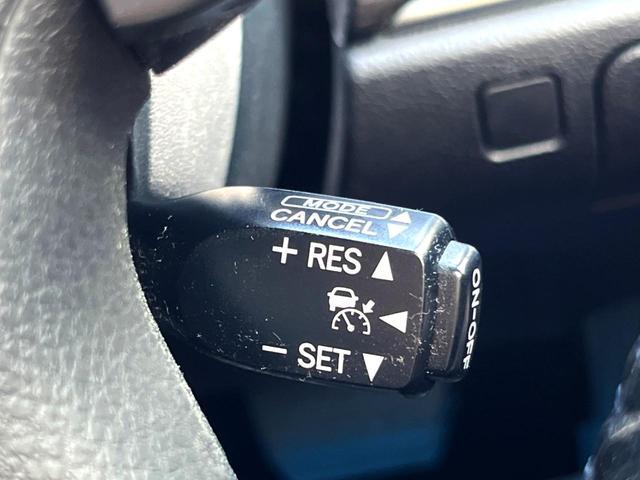 MODE
CANCEL
+ RES
- SET
ON-OFF